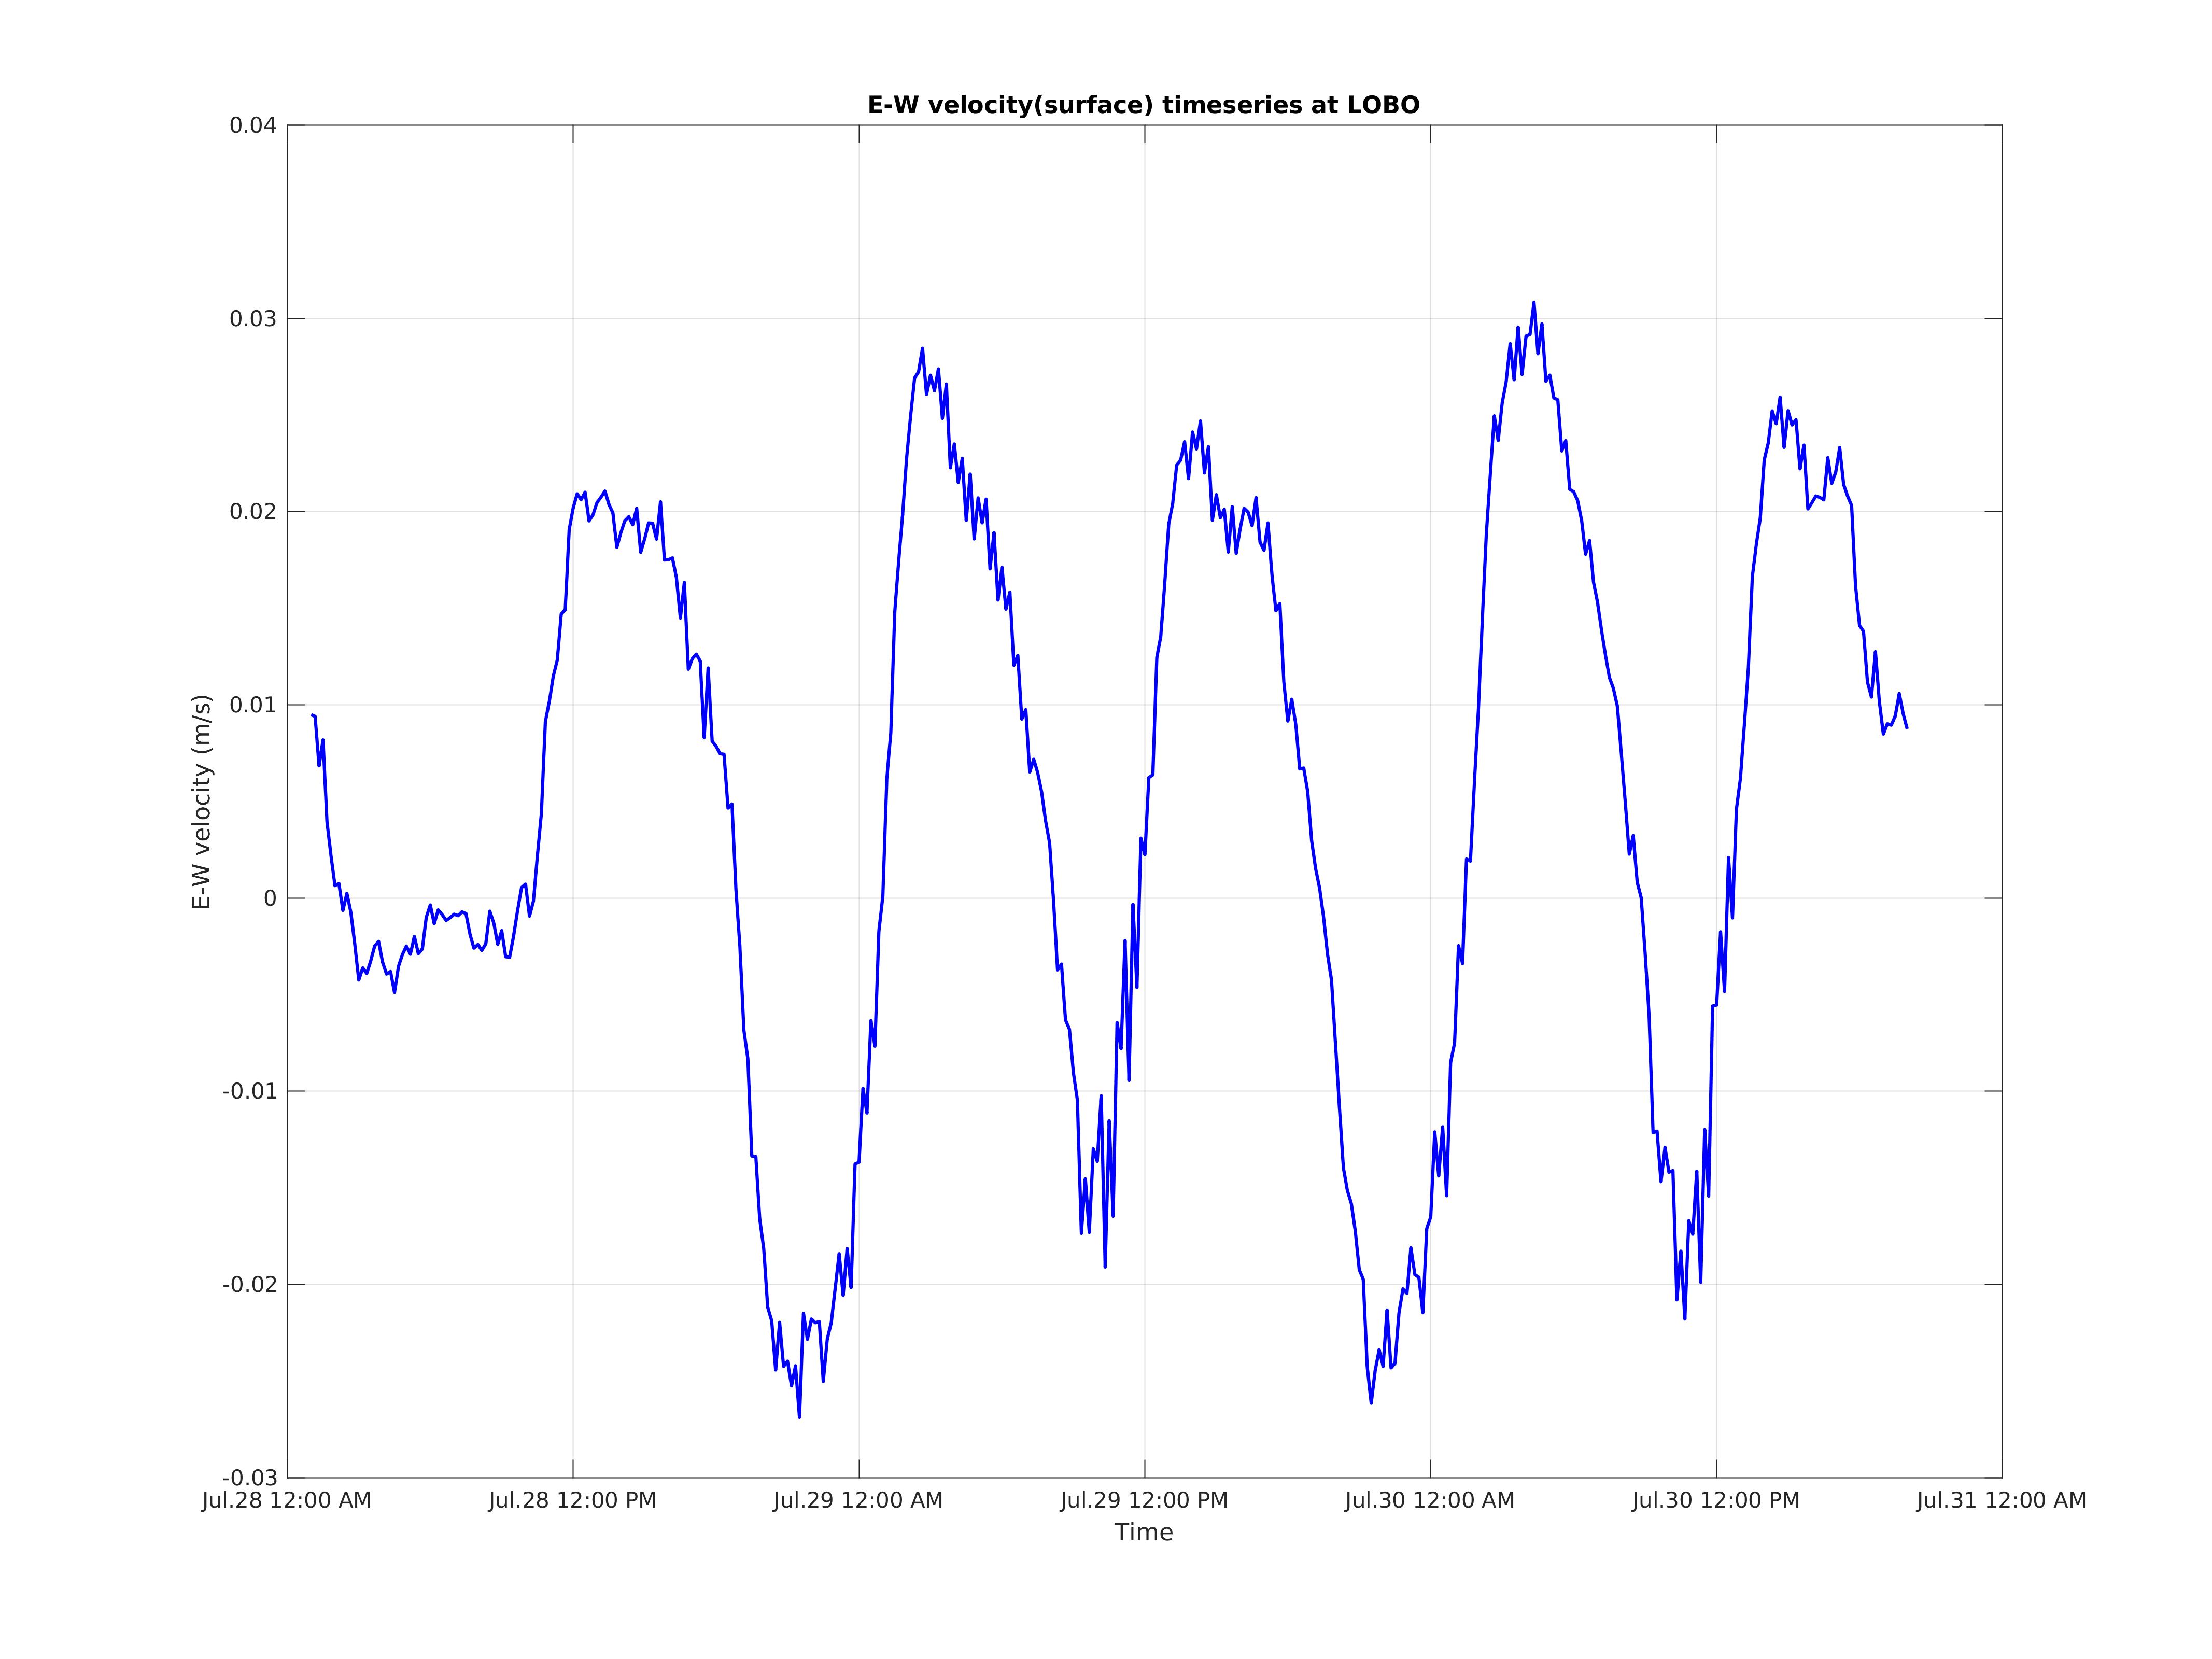 E-W velocity(surface) timeseries at LOBO
0.04
0.03
0.02
0.01
0
-0.01
-0.02
-0.03
E-W velocity (m/s)
Jul.28 12:00 AM Jul.28 12:00 PM Jul.29 12:00 AM Jul.29 12:00 PM Jul.30 12:00 AM Jul.30 12:00 PM Jul.31 12:00 AM
Time